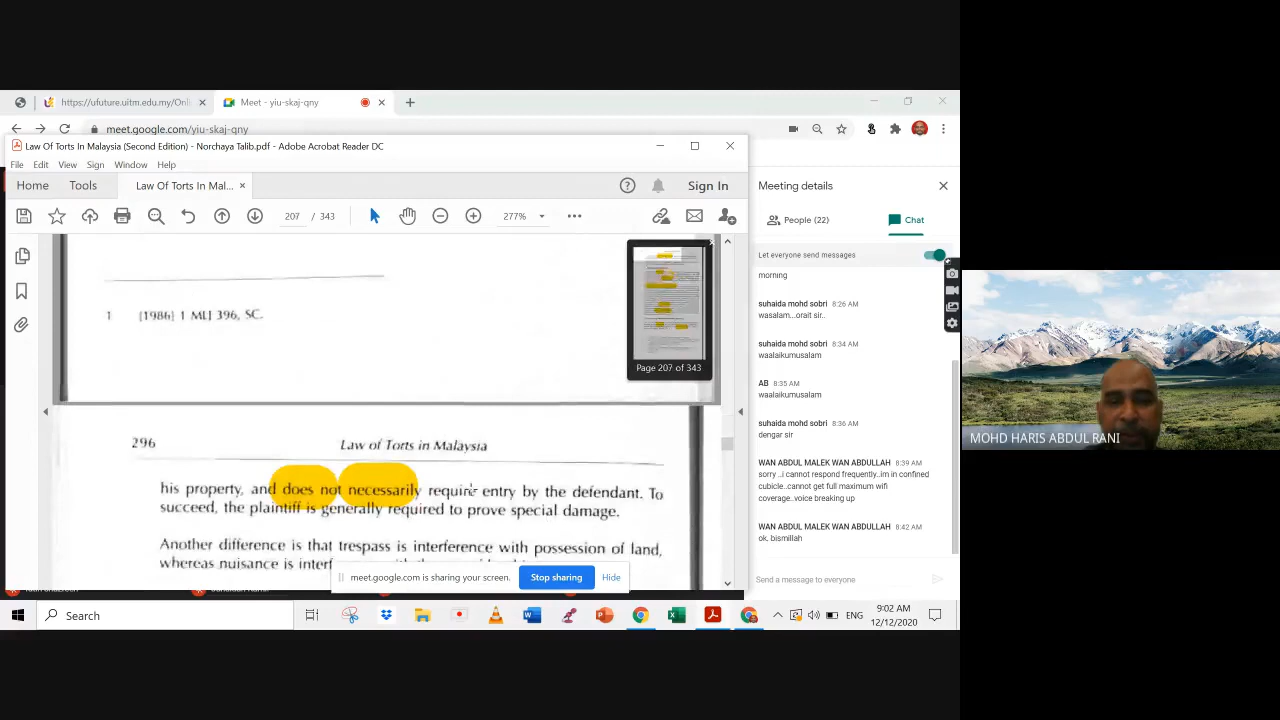 https://ufuture.uitm.edu.my/Onli
Meet - yiu-skaj-qny
meet.google.com/yiu-skaj-qny
Law Of Torts In Malaysia (Second Edition) - Norchaya Talib.pdf - Adobe Acrobat Reader DC
File Edit View Sign Window Help
Home Tools Law Of Torts In Mal... Sign In
207 / 343 277%
1 [1986] 1 MLJ 396, SC.
Page 207 of 343
296 Law of Torts in Malaysia
his property, and does not necessarily require entry by the defendant. To
succeed, the plaintiff is generally required to prove special damage.
Another difference is that trespass is interference with possession of land,
whereas nuisance is
meet.google.com is sharing your screen. Stop sharing Hide
Meeting details
People (22) Chat
Let everyone send messages
morning
suhaida mohd sobri 8:26 AM
wasalam...orait sir..
suhaida mohd sobri 8:34 AM
waalaikumusalam
AB 8:35 AM
waalaikumusalam
suhaida mohd sobri 8:36 AM
dengar sir
WAN ABDUL MALEK WAN ABDULLAH 8:39 AM
sorry ..i cannot respond frequently..im in confined
cubicle..cannot get full maximum wifi
coverage..voice breaking up
WAN ABDUL MALEK WAN ABDULLAH 8:42 AM
ok. bismillah
Send a message to everyone
MOHD HARIS ABDUL RANI
Search
ENG
9:02 AM
12/12/2020